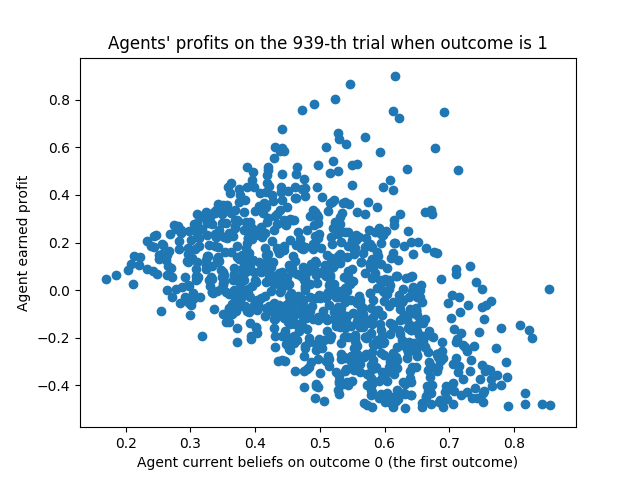 Agents' profits on the 939-th trial when outcome is 1
Agent earned profit
0.8
0.6
0.4
0.2
0.0
−0.2
−0.4
0.2 0.3 0.4 0.5 0.6 0.7 0.8
Agent current beliefs on outcome 0 (the first outcome)